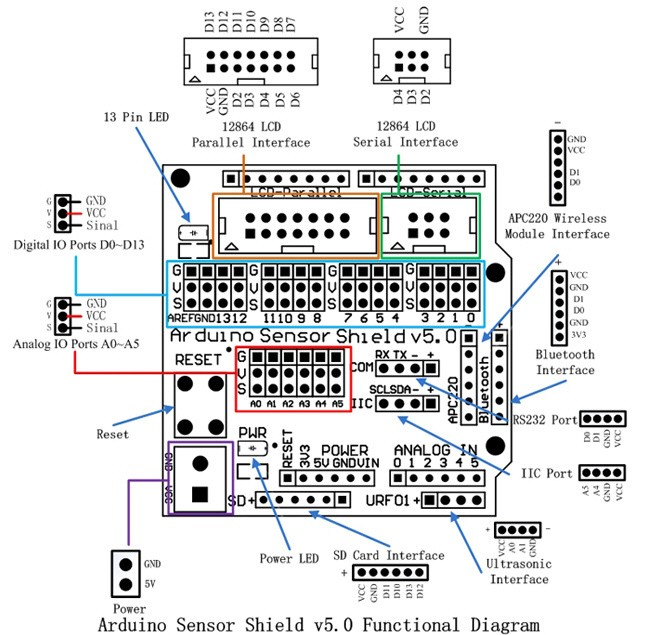 D13 D12 D11 D10 D9 D8 D7
VCC GND
VCC GND D2 D3 D4 D5 D6
D4 D3 D2
13 Pin LED
12864 LCD
Parallel Interface
12864 LCD
Serial Interface
-
GND
VCC
D1
D0
APC220 Wireless
Module Interface
G GND
V VCC
S Sinal
Digital IO Ports D0~D13
G GND
V VCC
S Sinal
Analog IO Ports A0~A5
LCD-Parallel
LCD-Serial
G G G G
V V V V
S S S S
AREF GND 13 12 11 10 9 8 7 6 5 4 3 2 1 0
Arduino Sensor Shield v5.0
+
VCC
GND
D1
D0
GND
3V3
Bluetooth
Interface
RESET
G
V
S
A0 A1 A2 A3 A4 A5
RX TX - +
COM
SCLSDA- +
IIC
APC220
- +
Bluetooth
Reset
RS232 Port
D0 D1 GND VCC
IIC Port
A5 A4 GND VCC
GND
VCC
PWR
RESET
3V3
POWER
5V GNDVIN
ANALOG IN
0 1 2 3 4 5
SD+
URF01+
+ -
VCC A0 A1 GND
Ultrasonic
Interface
Power LED
SD Card Interface
+
VCC GND D11 D10 D13 D12
GND
5V
Power
Arduino Sensor Shield v5.0 Functional Diagram